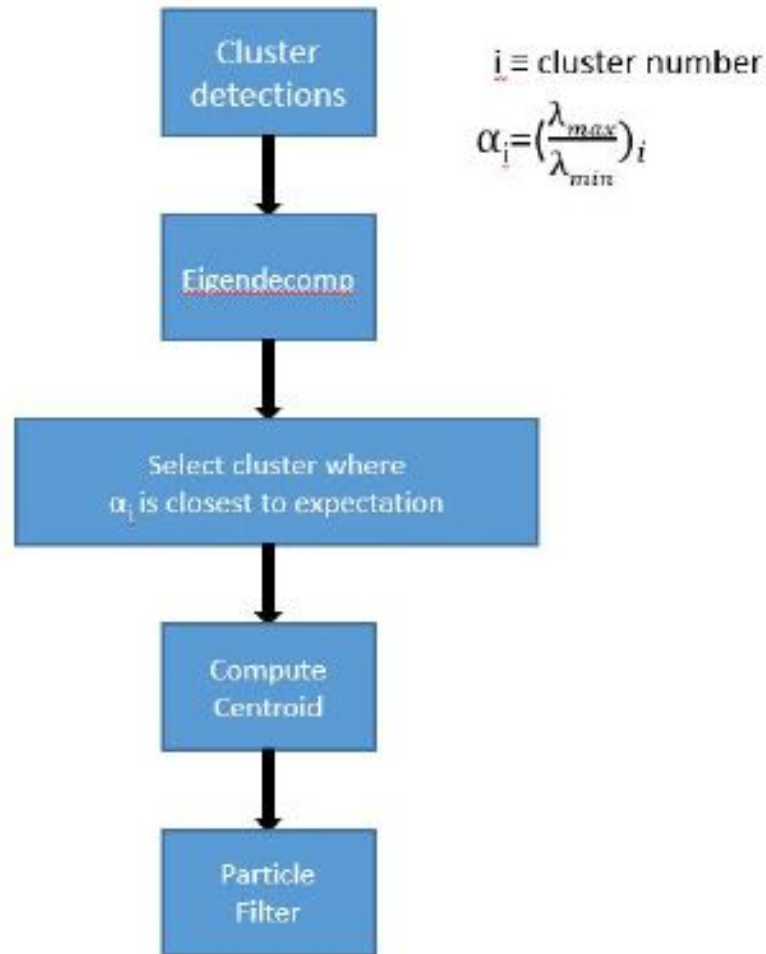 Cluster
detections
i ≡ cluster number
αi=(λmax/λmin)i
Eigendecomp
Select cluster where
αi is closest to expectation
Compute
Centroid
Particle
Filter